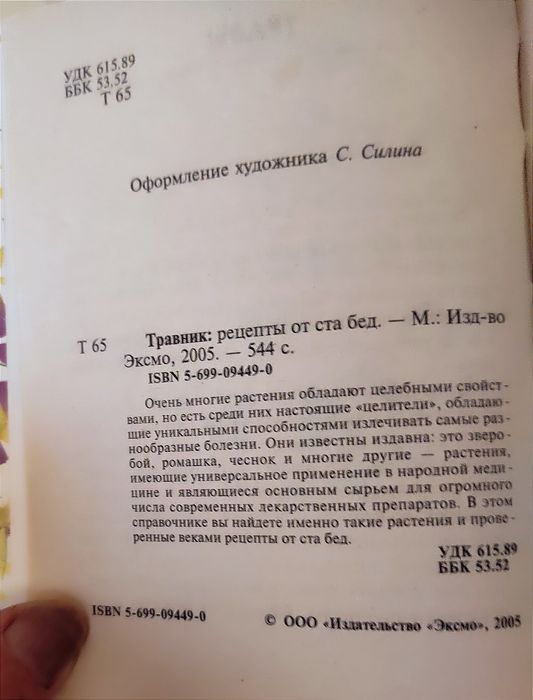 УДК 615.89
ББК 53,52
Т 65
Оформление художника С. Силина
Т 65
Травник: рецепты от ста бед. — М.: Изд-во
Эксмо, 2005. — 544 с.
ISBN 5-699-09449-0
Очень многие растения обладают целебными свойст-
вами, но есть среди них настоящие «целители», обладаю-
щие уникальными способностями излечивать самые раз-
нообразные болезни. Они известны издавна: это зверо-
бой, ромашка, чеснок и многие другие — растения,
имеющие универсальное применение в народной меди-
цине и являющиеся основным сырьем для огромного
числа современных лекарственных препаратов. В этом
справочнике вы найдете именно такие растения и прове-
ренные веками рецепты от ста бед.
УДК 615.89
ББК 53.52
ISBN 5-699-09449-0
© ООО «Издательство «Эксмо», 2005